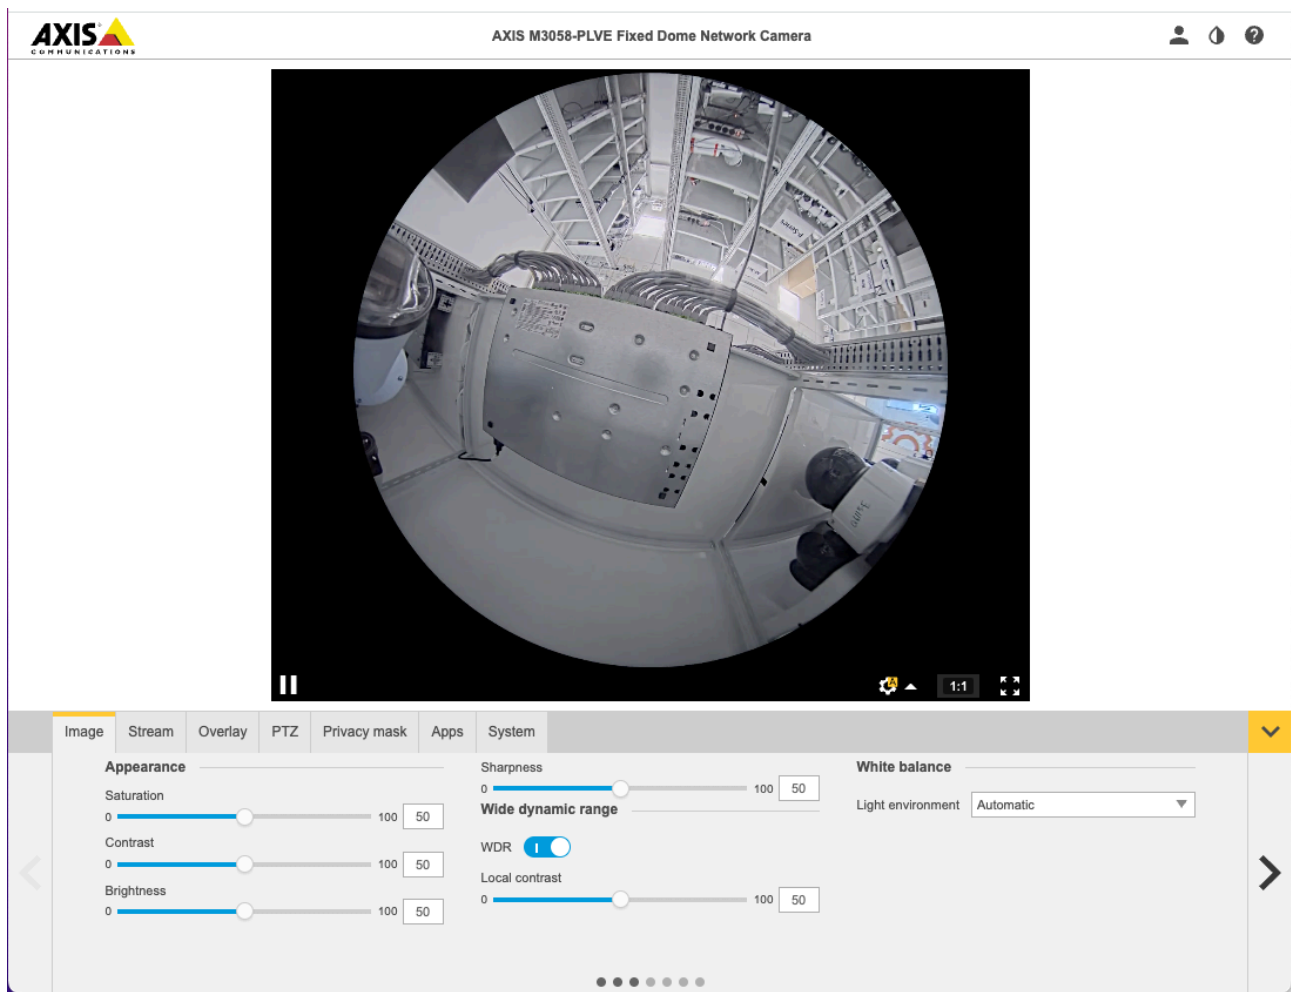 AXIS
COMMUNICATIONS
AXIS M3058-PLVE Fixed Dome Network Camera
P-Series
1:1
Image
Stream
Overlay
PTZ
Privacy mask
Apps
System
Appearance
Saturation
0 100 50
Contrast
0 100 50
Brightness
0 100 50
Sharpness
0 100 50
Wide dynamic range
WDR
Local contrast
0 100 50
White balance
Light environment Automatic